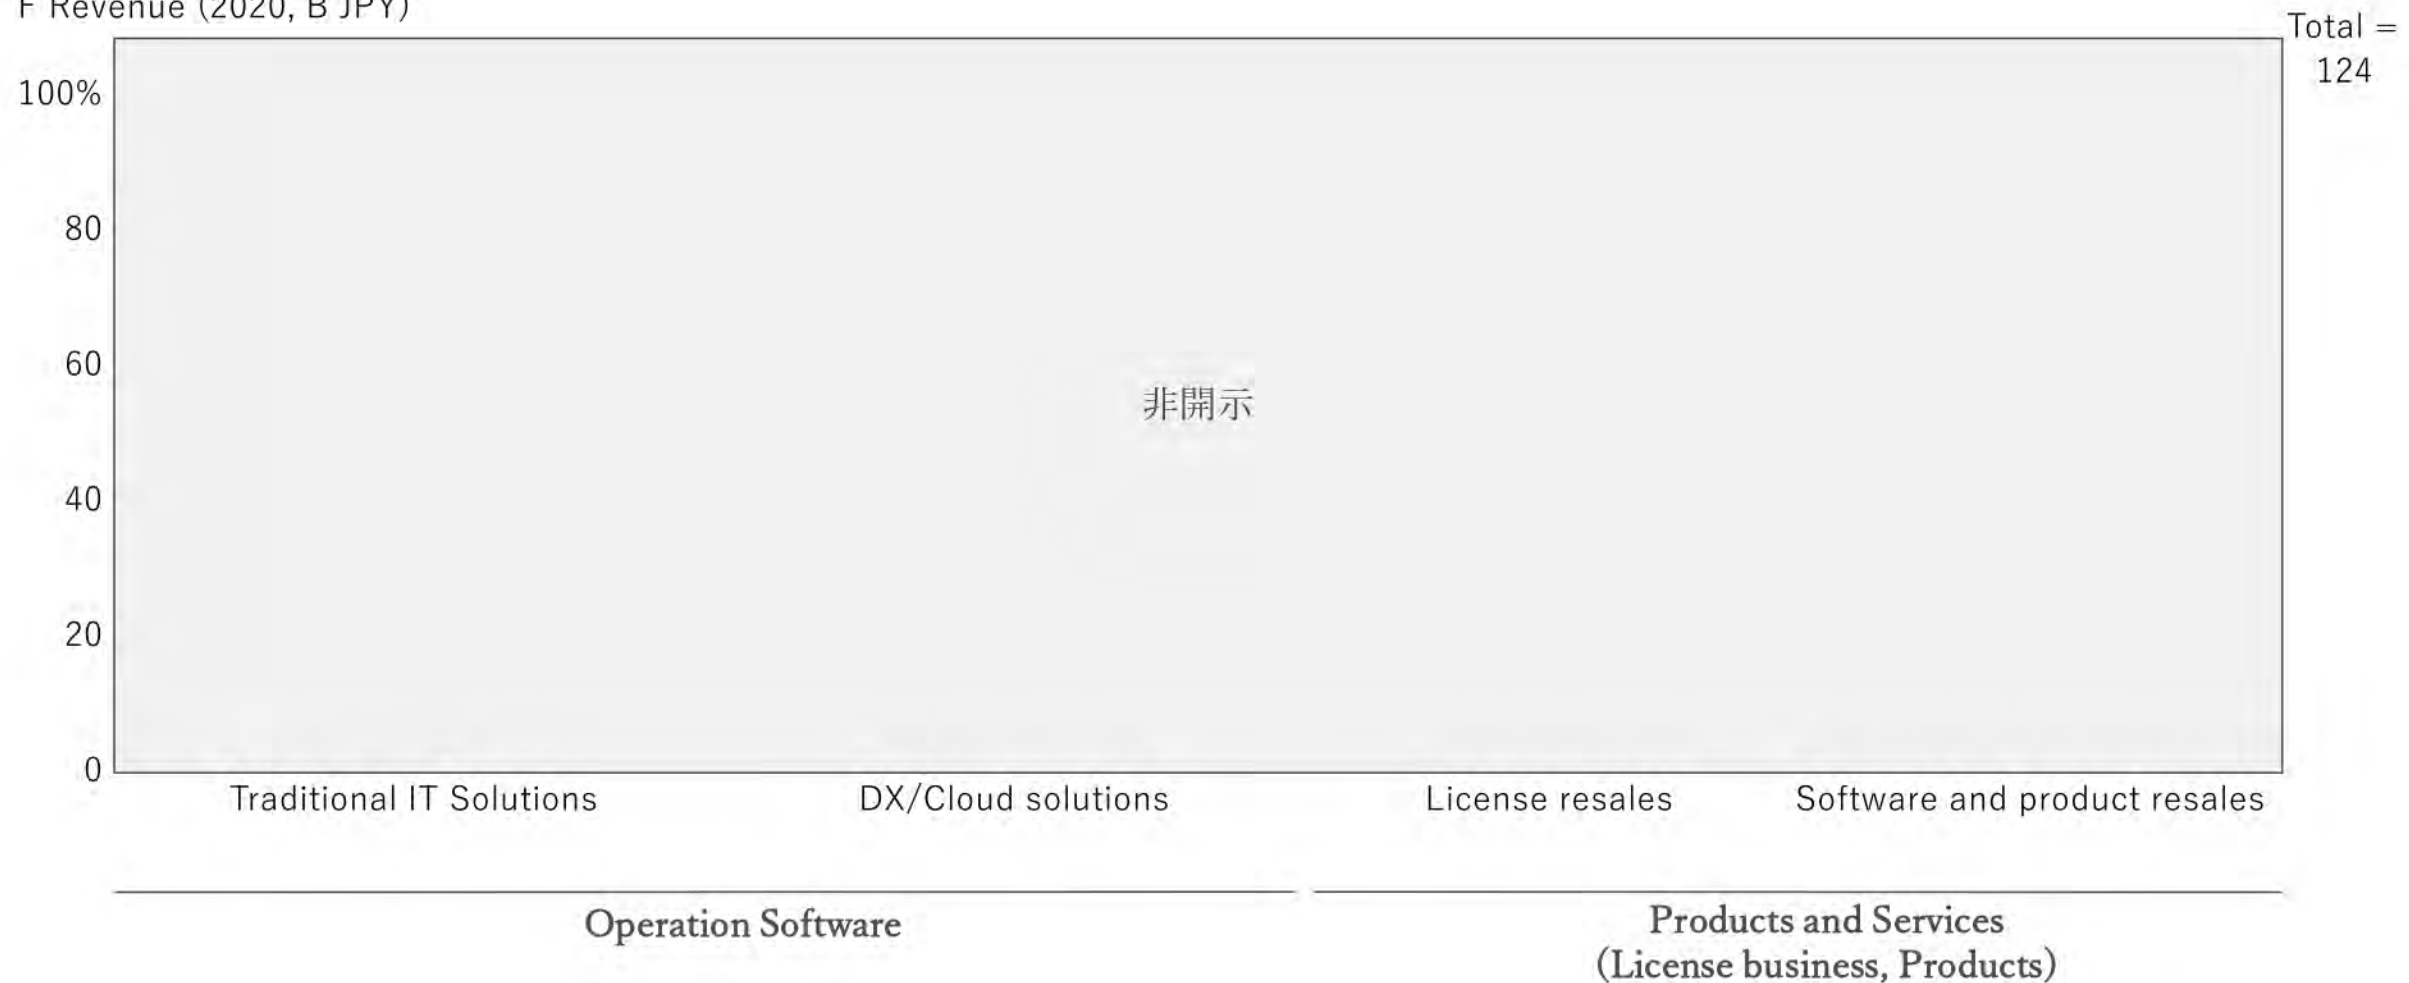 F Revenue (2020, B JPY)
Total =
124
100%
80
60
非開示
40
20
0
Traditional IT Solutions
DX/Cloud solutions
License resales
Software and product resales
Operation Software
Products and Services
(License business, Products)